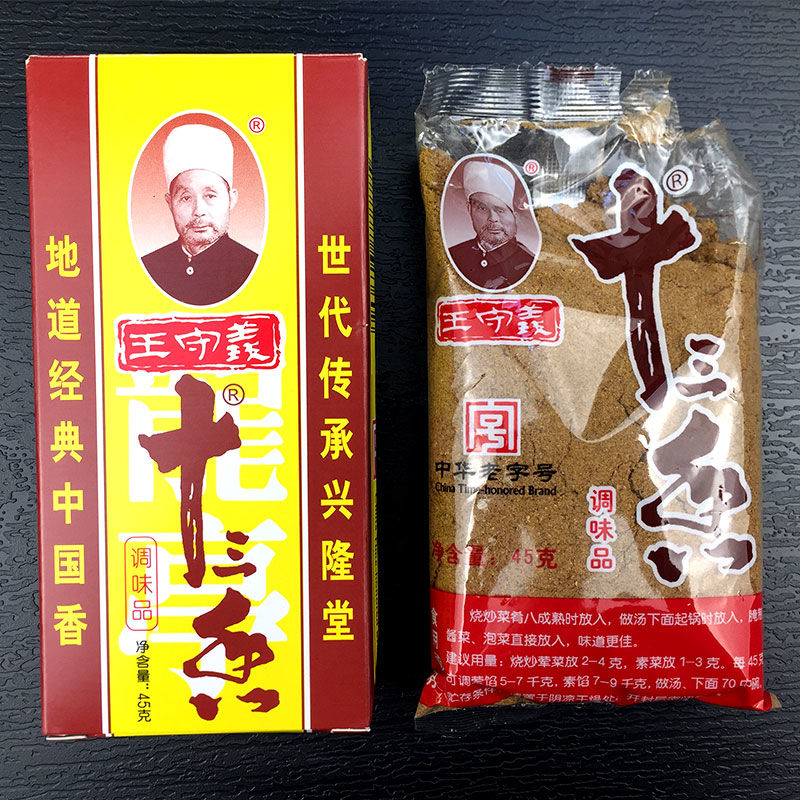 ®
王守義
十三香
®
調味品
净含量:45克
地道经典中国香
世代传承兴隆堂
®
王守義
十三香
中华老字号
China Time-honored Brand
净含量:45克
调味品
烧炒菜肴八成熟时放入,做汤下面起锅时放入,腌制
酱菜、泡菜直接放入,味道更佳。
建议用量:烧炒荤菜放2-4克,素菜放1-3克。每45克
可调荤馅5-7千克,素馅7-9千克,做汤、下面70